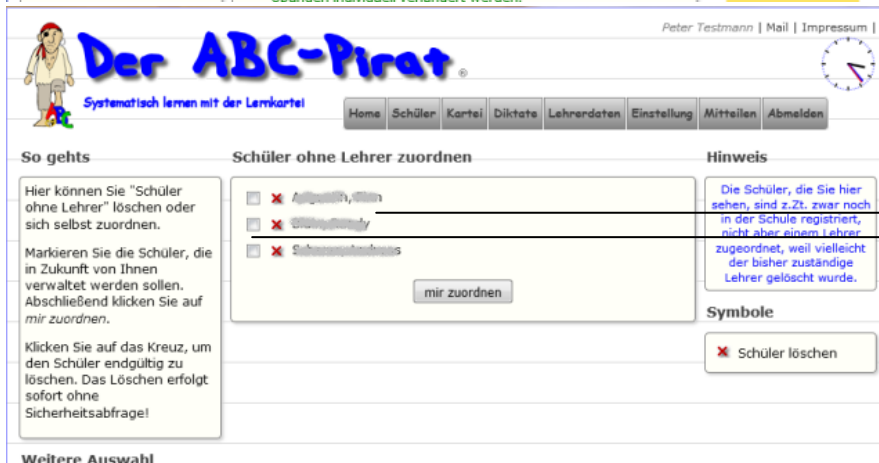 Peter Testmann | Mail | Impressum |
Der ABC-Pirat ®
Systematisch lernen mit der Lernkartei
ABC
Home Schüler Kartei Diktate Lehrerdaten Einstellung Mitteilen Abmelden
So gehts
Hier können Sie "Schüler
ohne Lehrer" löschen oder
sich selbst zuordnen.
Markieren Sie die Schüler, die
in Zukunft von Ihnen
verwaltet werden sollen.
Abschließend klicken Sie auf
mir zuordnen.
Klicken Sie auf das Kreuz, um
den Schüler endgültig zu
löschen. Das Löschen erfolgt
sofort ohne
Sicherheitsabfrage!
Weitere Auswahl
Schüler ohne Lehrer zuordnen
mir zuordnen
Hinweis
Die Schüler, die Sie hier
sehen, sind z.Zt. zwar noch
in der Schule registriert,
nicht aber einem Lehrer
zugeordnet, weil vielleicht
der bisher zuständige
Lehrer gelöscht wurde.
Symbole
Schüler löschen